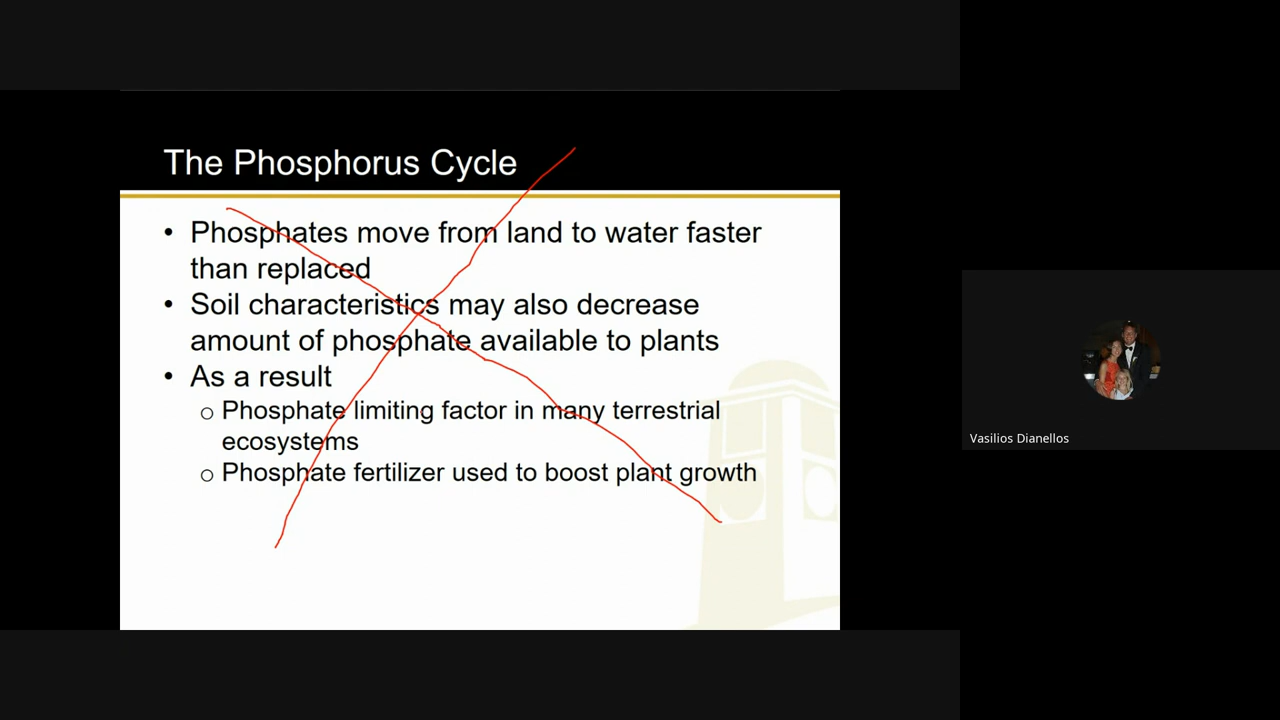 The Phosphorus Cycle
• Phosphates move from land to water faster
than replaced
• Soil characteristics may also decrease
amount of phosphate available to plants
• As a result
o Phosphate limiting factor in many terrestrial
ecosystems
o Phosphate fertilizer used to boost plant growth
Vasilios Dianellos